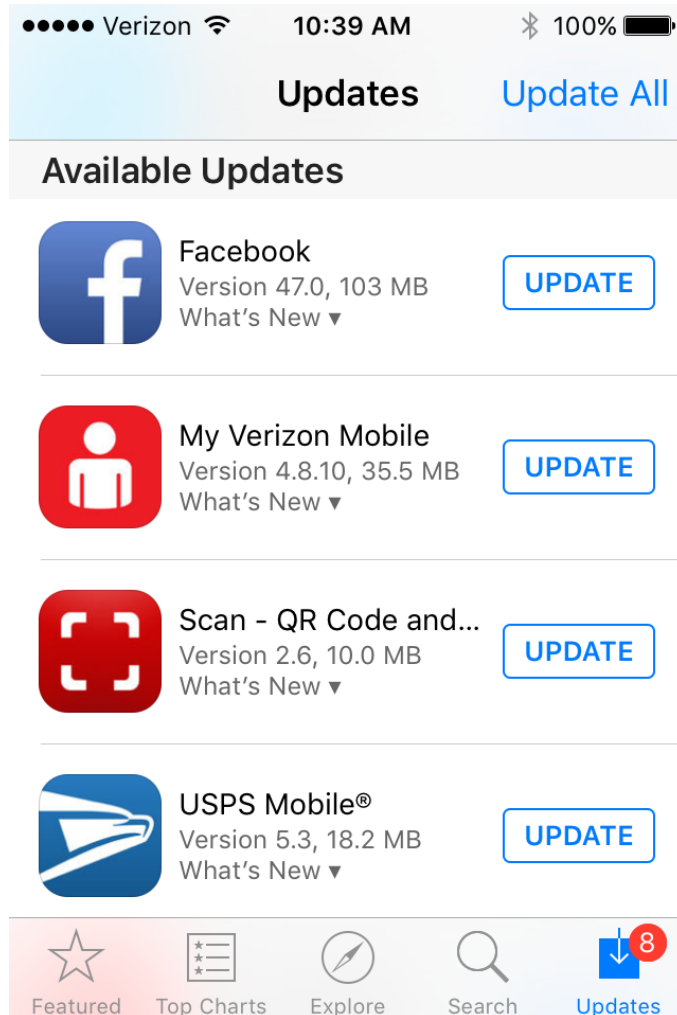 Verizon 10:39 AM 100%
Updates Update All
Available Updates
Facebook
Version 47.0, 103 MB
What's New ▾
UPDATE
My Verizon Mobile
Version 4.8.10, 35.5 MB
What's New ▾
UPDATE
Scan - QR Code and...
Version 2.6, 10.0 MB
What's New ▾
UPDATE
USPS Mobile®
Version 5.3, 18.2 MB
What's New ▾
UPDATE
8
Featured Top Charts Explore Search Updates